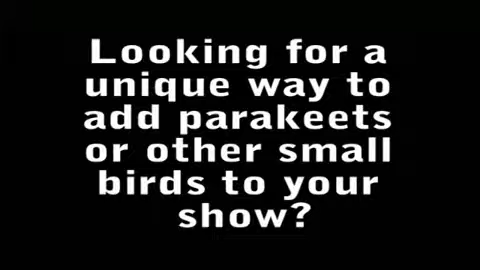 Looking for a
unique way to
add parakeets
or other small
birds to your
show?